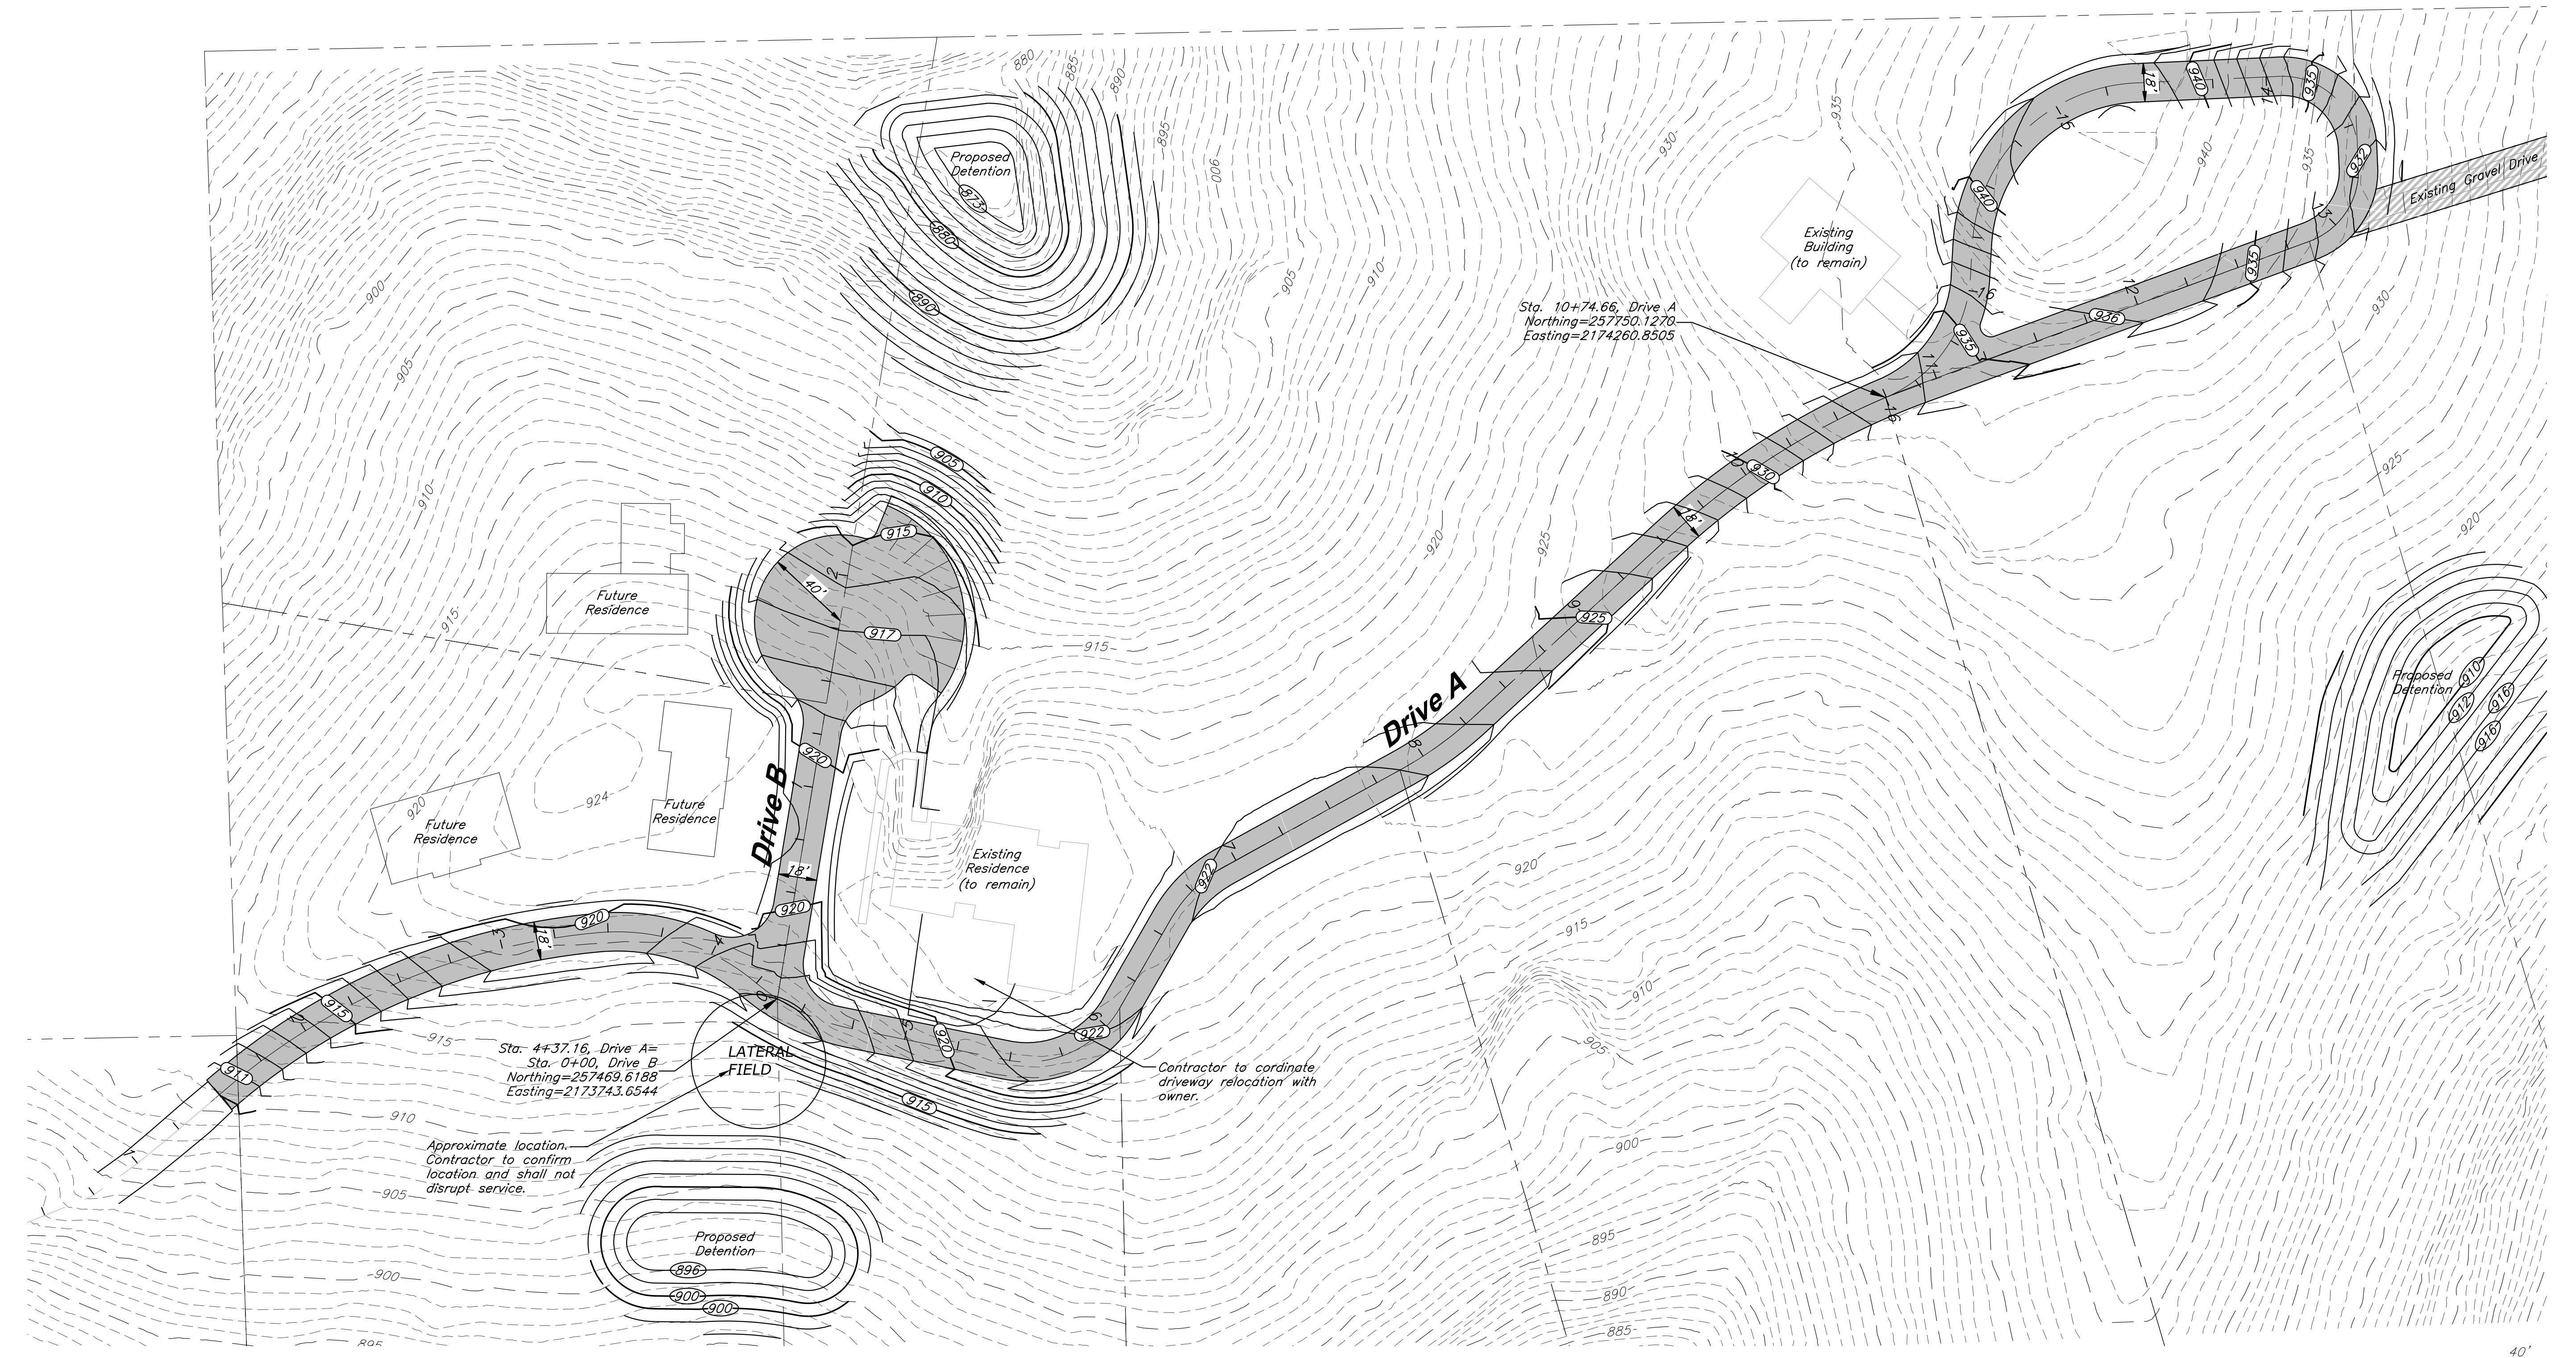 880
885
890
895
900
Proposed
Detention
873
880
890
900
905
910
915
905
910
930
935
940
935
18'
940
14
935
15
932
13
Existing Gravel Drive
Existing
Building
(to remain)
940
935
12
936
16
935
930
11
16
Sta. 10+74.66, Drive A
Northing=257750.1270
Easting=2174260.8505
10
930
18'
925
920
925
920
9
925
905
910
915
2
40'
917
915
Future
Residence
Drive A
8
Proposed
Detention
910
912
916
916
920
Drive B
924
920
Future
Residence
Future
Residence
18'
920
Existing
Residence
(to remain)
7
922
920
915
910
905
920
3
18'
4
915
2
911
915
0
5
920
6
922
Sta. 4+37.16, Drive A=
Sta. 0+00, Drive B
Northing=257469.6188
Easting=2173743.6544
LATERAL
FIELD
915
Contractor to cordinate
driveway relocation with
owner.
910
Approximate location.
Contractor to confirm
location and shall not
disrupt service.
1
905
900
895
Proposed
Detention
896
900
900
900
895
890
885
40'